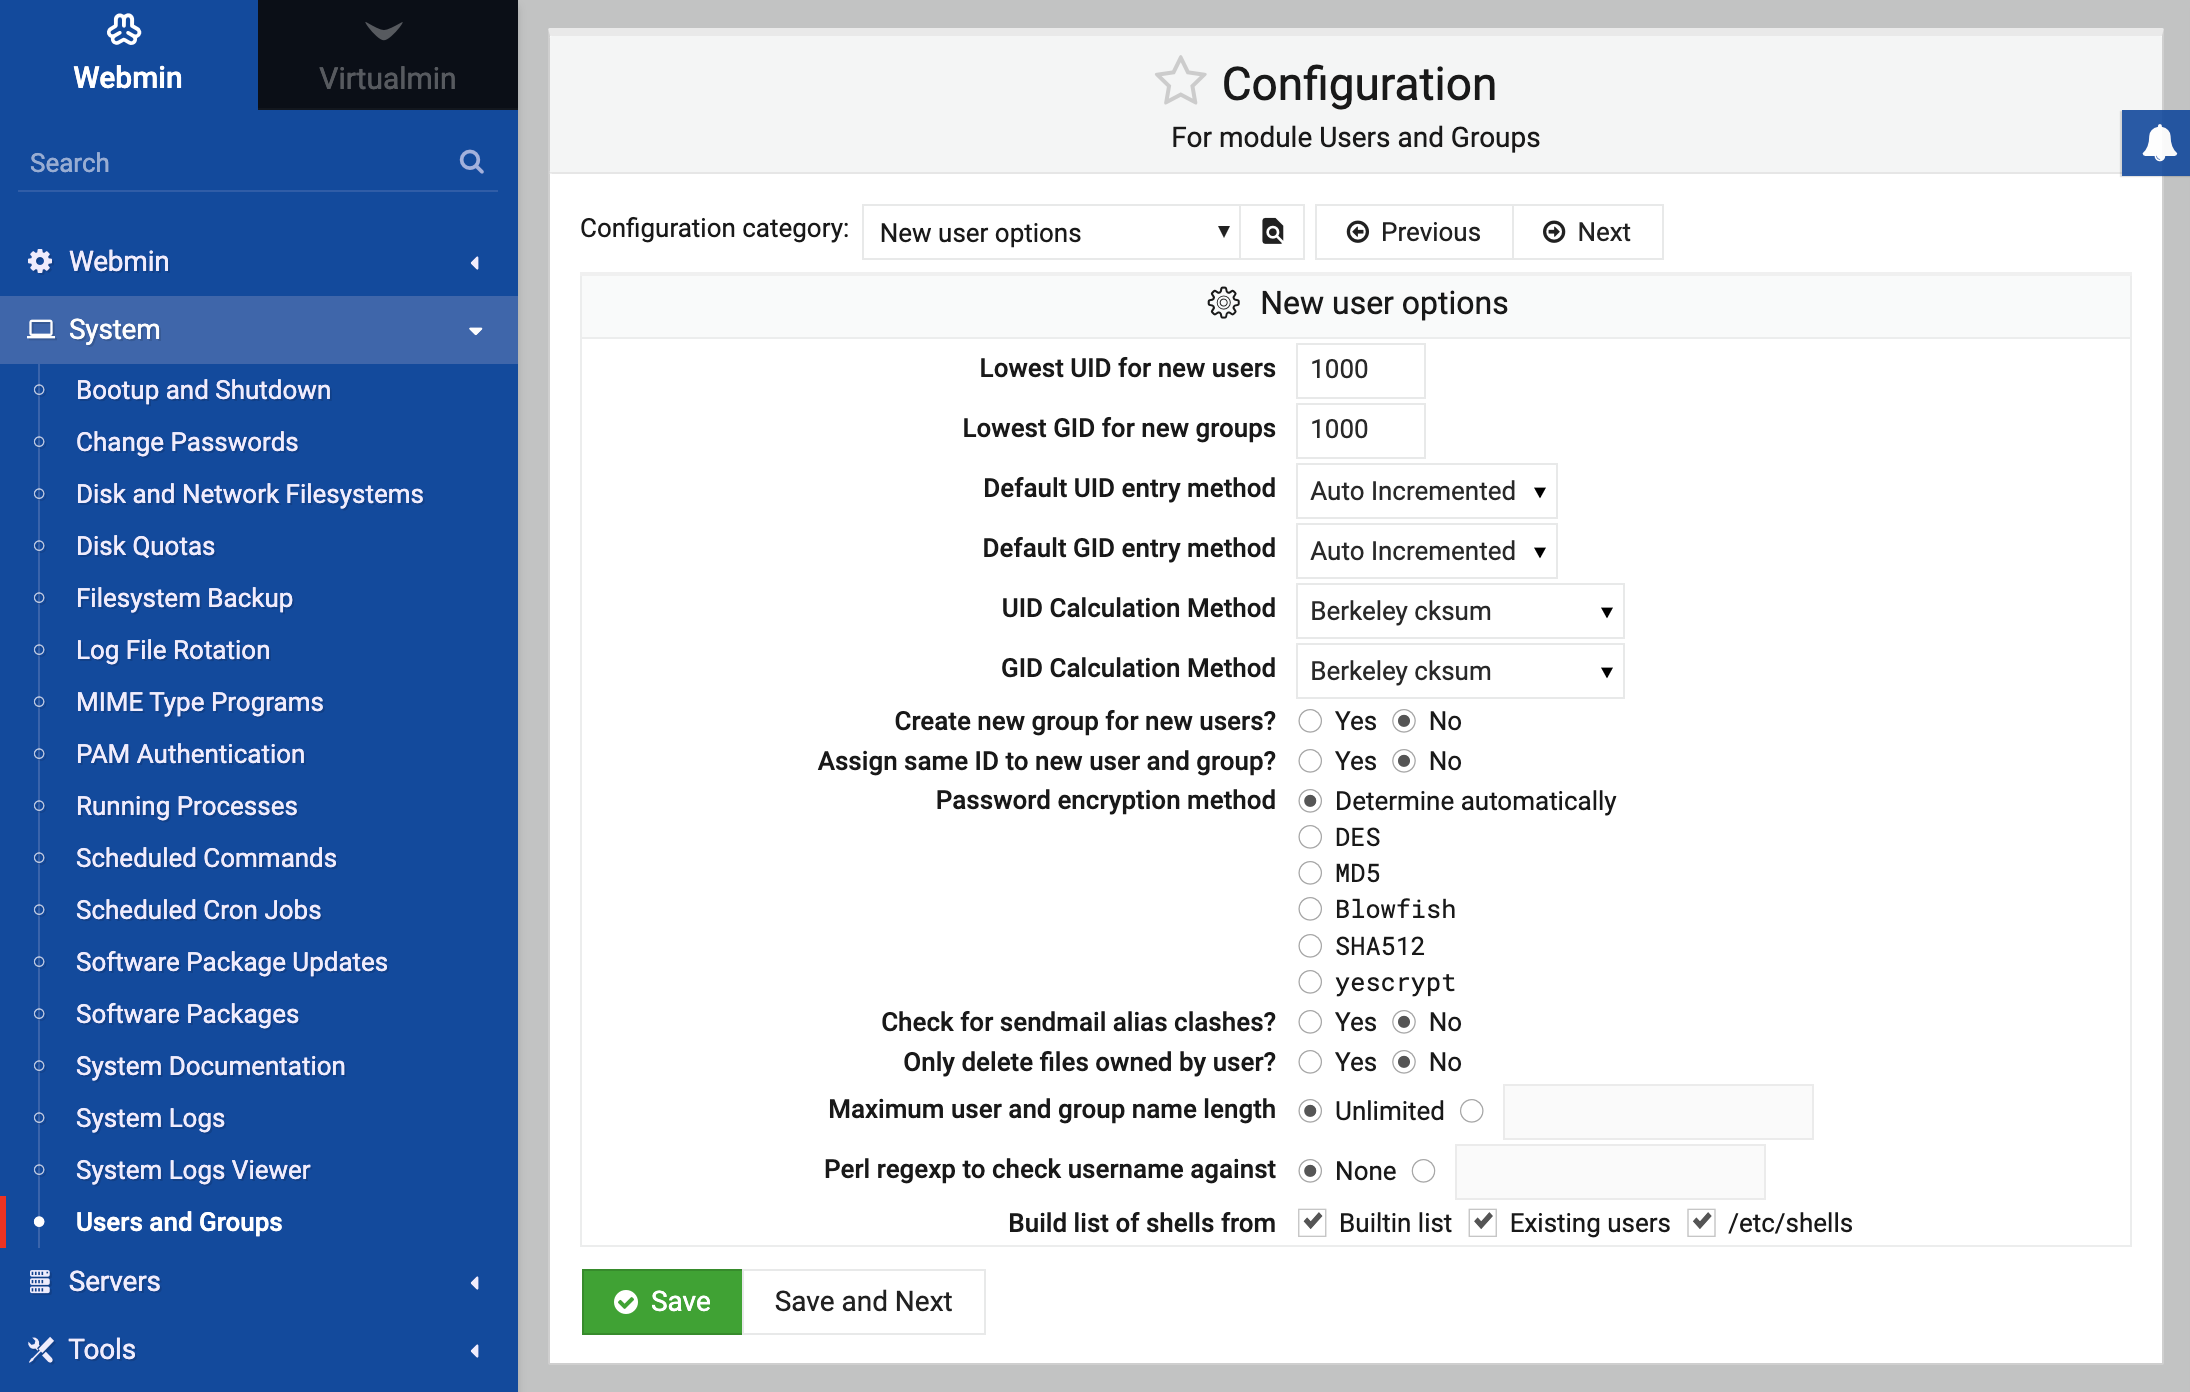 Webmin
Virtualmin
Search
Webmin
System
Bootup and Shutdown
Change Passwords
Disk and Network Filesystems
Disk Quotas
Filesystem Backup
Log File Rotation
MIME Type Programs
PAM Authentication
Running Processes
Scheduled Commands
Scheduled Cron Jobs
Software Package Updates
Software Packages
System Documentation
System Logs
System Logs Viewer
Users and Groups
Servers
Tools
Configuration
For module Users and Groups
Configuration category: New user options Previous Next
New user options
Lowest UID for new users 1000
Lowest GID for new groups 1000
Default UID entry method Auto Incremented
Default GID entry method Auto Incremented
UID Calculation Method Berkeley cksum
GID Calculation Method Berkeley cksum
Create new group for new users? Yes No
Assign same ID to new user and group? Yes No
Password encryption method Determine automatically
DES
MD5
Blowfish
SHA512
yescrypt
Check for sendmail alias clashes? Yes No
Only delete files owned by user? Yes No
Maximum user and group name length Unlimited
Perl regexp to check username against None
Build list of shells from Builtin list Existing users /etc/shells
Save Save and Next